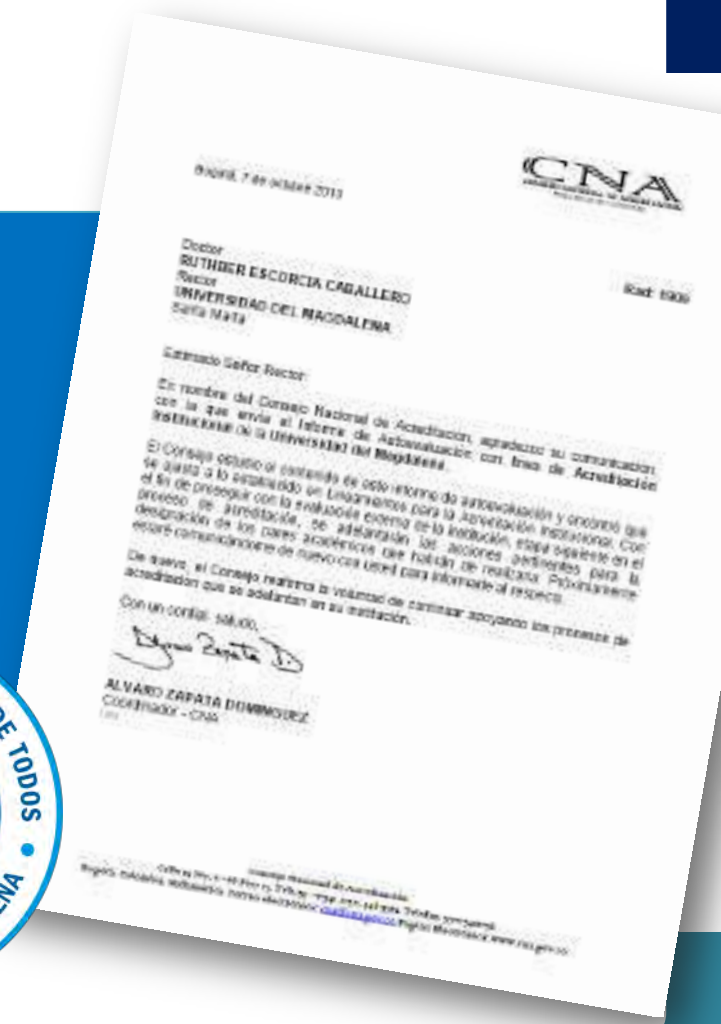 CNA
Bogotá, 7 de octubre 2013
Doctor
RUTHBER ESCORCIA CABALLERO
Rector
UNIVERSIDAD DEL MAGDALENA
Santa Marta
Rad:
Estimado Señor Rector:
En nombre del Consejo Nacional de Acreditación, agradezco su comunicación,
con la que envía el Informe de Autoevaluación con fines de Acreditación
Institucional de la Universidad del Magdalena.
El Consejo estudió el contenido de este informe de autoevaluación y encontró que
se ajusta a lo establecido en Lineamientos para la Acreditación Institucional. Con
el fin de proseguir con la evaluación externa de la institución, etapa siguiente en el
proceso de acreditación, se adelantarán las acciones pertinentes para la
designación de los pares académicos que habrán de realizarla. Próximamente
estaré comunicándome de nuevo con usted para informarle al respecto.
De nuevo, el Consejo reafirma la voluntad de continuar apoyando los procesos de
acreditación que se adelantan en su institución.
Con un cordial saludo,
Alvaro Zapata D.
ALVARO ZAPATA DOMINGUEZ
Coordinador - CNA
Consejo Nacional de Acreditación
DE TODOS